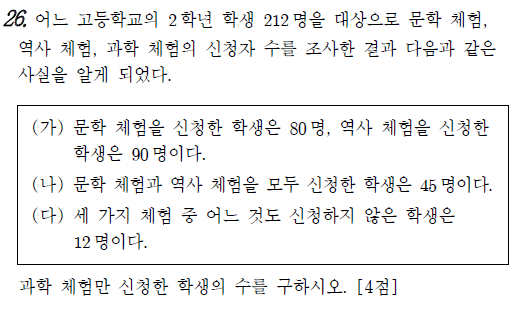 26. 어느 고등학교의 2학년 학생 212명을 대상으로 문학 체험,
역사 체험, 과학 체험의 신청자 수를 조사한 결과 다음과 같은
사실을 알게 되었다.
(가) 문학 체험을 신청한 학생은 80명, 역사 체험을 신청한
학생은 90명이다.
(나) 문학 체험과 역사 체험을 모두 신청한 학생은 45명이다.
(다) 세 가지 체험 중 어느 것도 신청하지 않은 학생은
12명이다.
과학 체험만 신청한 학생의 수를 구하시오. [4점]